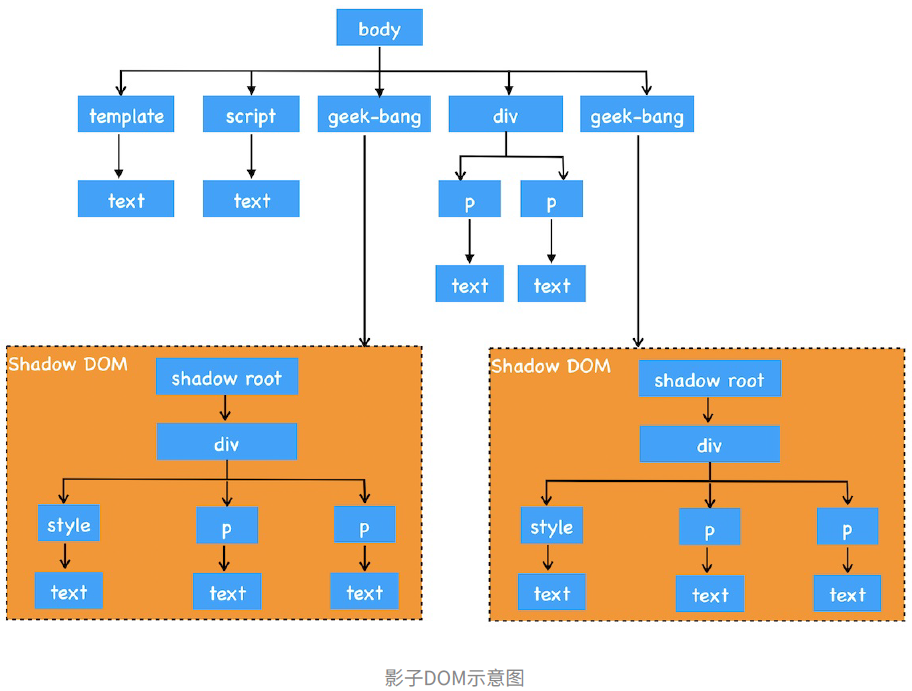 body
template script geek-bang div geek-bang
text text p p
text text
Shadow DOM
shadow root
div
style p p
text text text
Shadow DOM
shadow root
div
style p p
text text text
影子DOM示意图